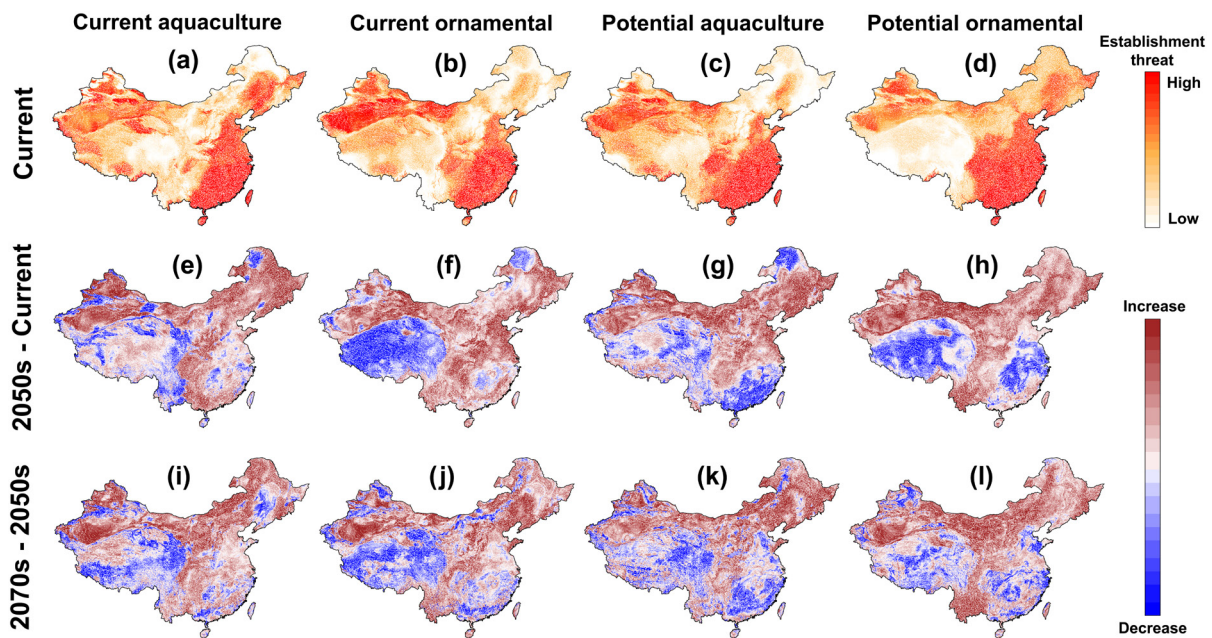 Current aquaculture
Current ornamental
Potential aquaculture
Potential ornamental
Current
(a)
(b)
(c)
(d)
Establishment
threat
High
Low
2050s - Current
(e)
(f)
(g)
(h)
Increase
2070s - 2050s
(i)
(j)
(k)
(l)
Decrease